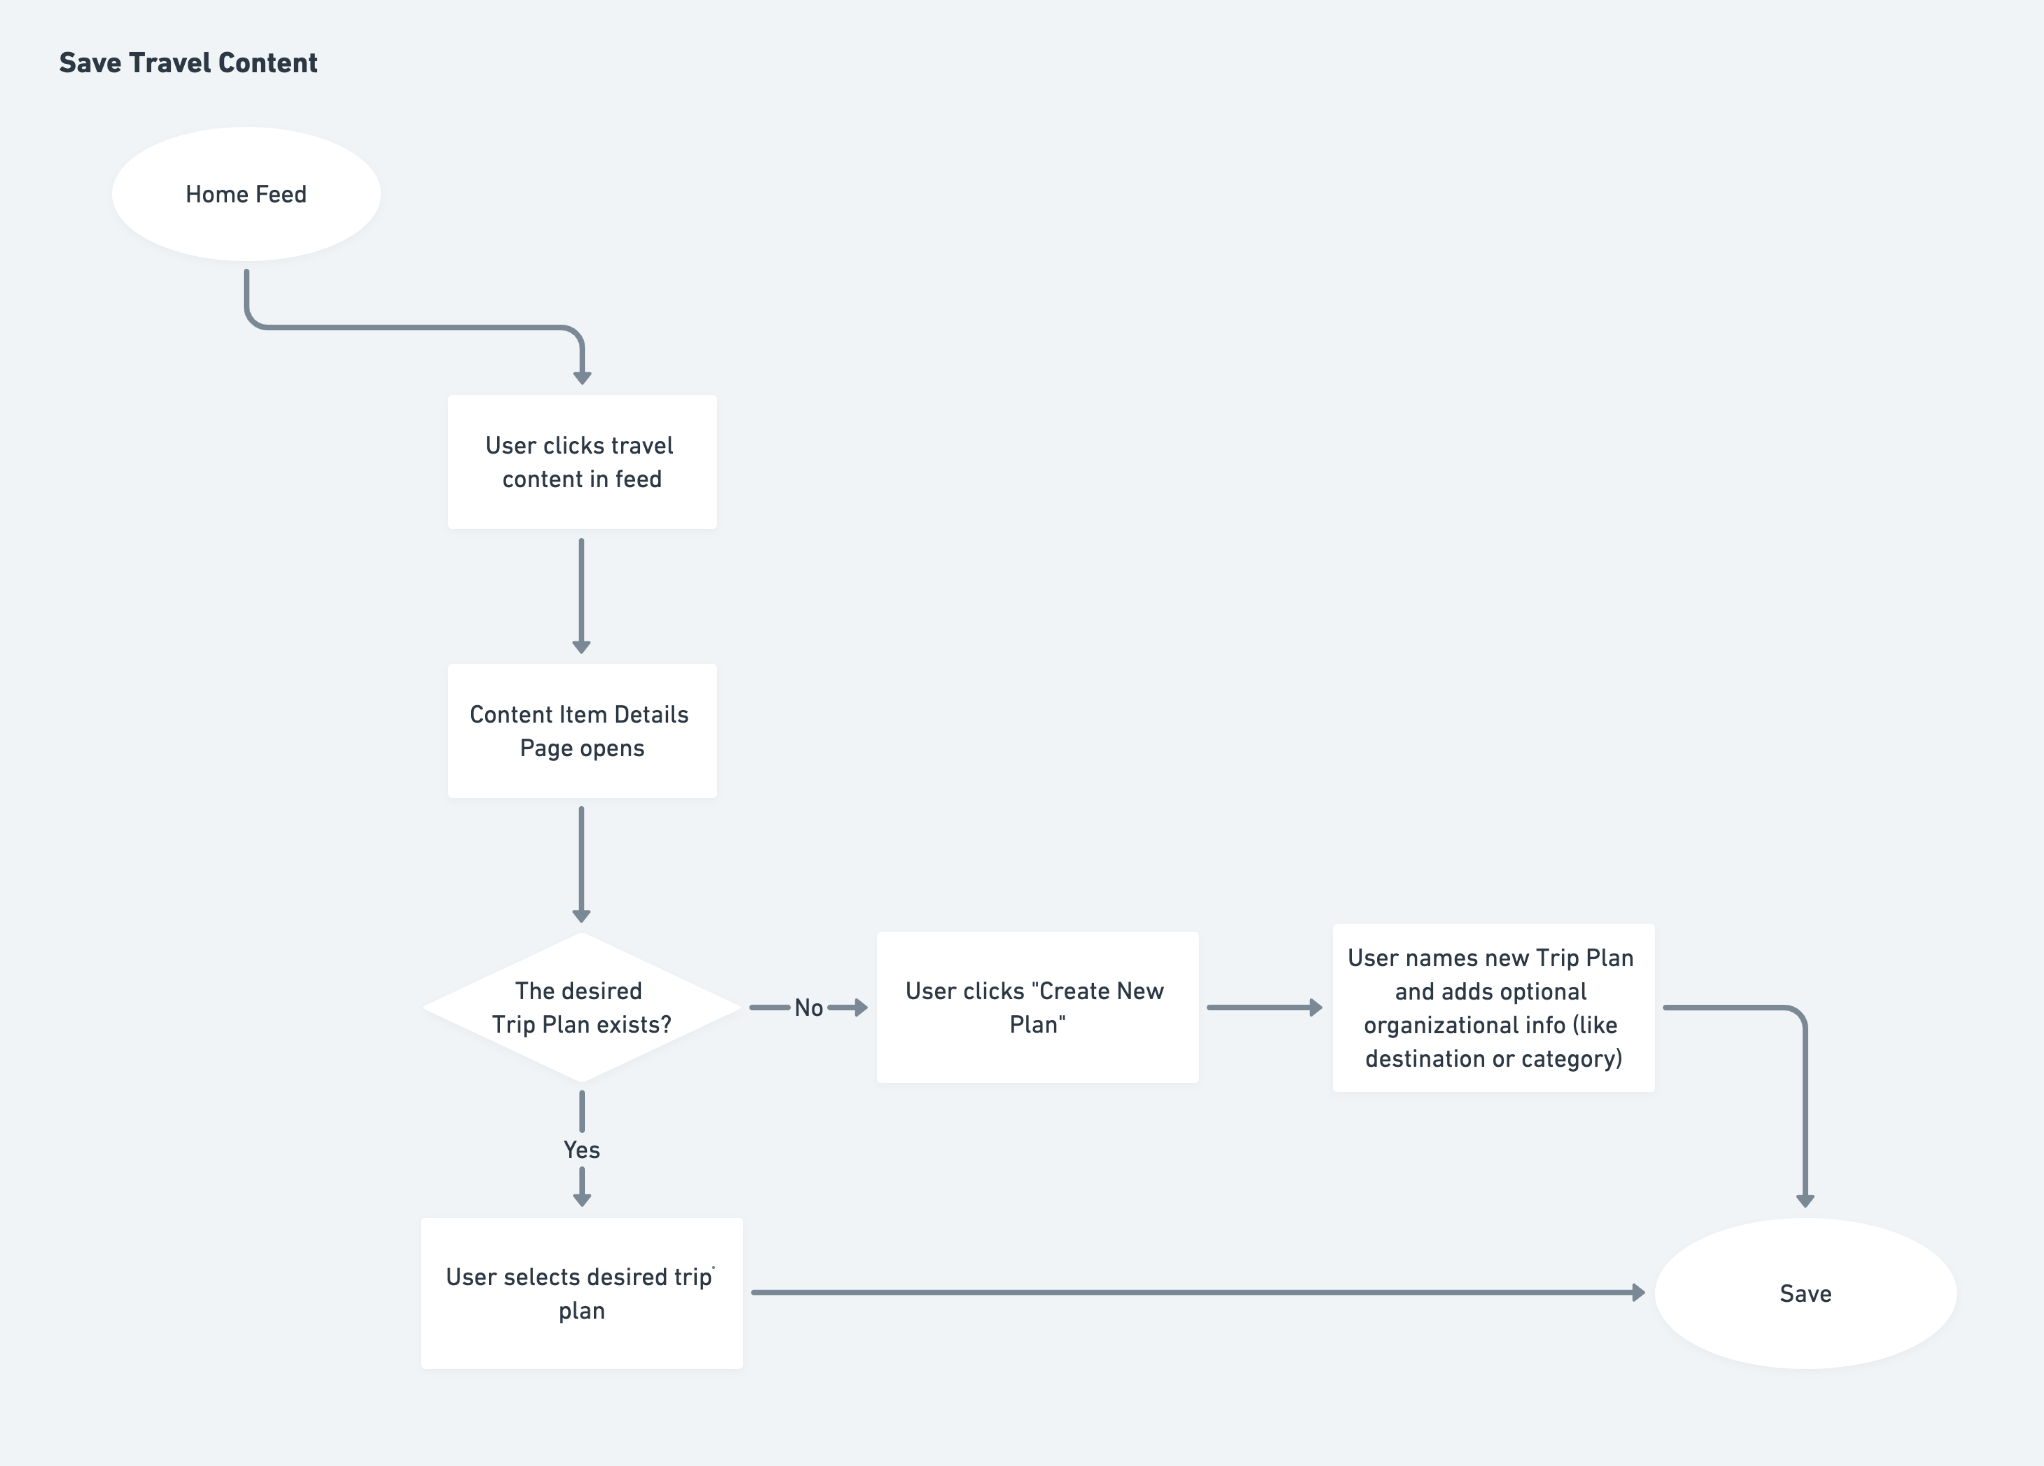 Save Travel Content
Home Feed
User clicks travel
content in feed
Content Item Details
Page opens
The desired
Trip Plan exists?
No
User clicks "Create New
Plan"
User names new Trip Plan
and adds optional
organizational info (like
destination or category)
Yes
User selects desired trip
plan
Save